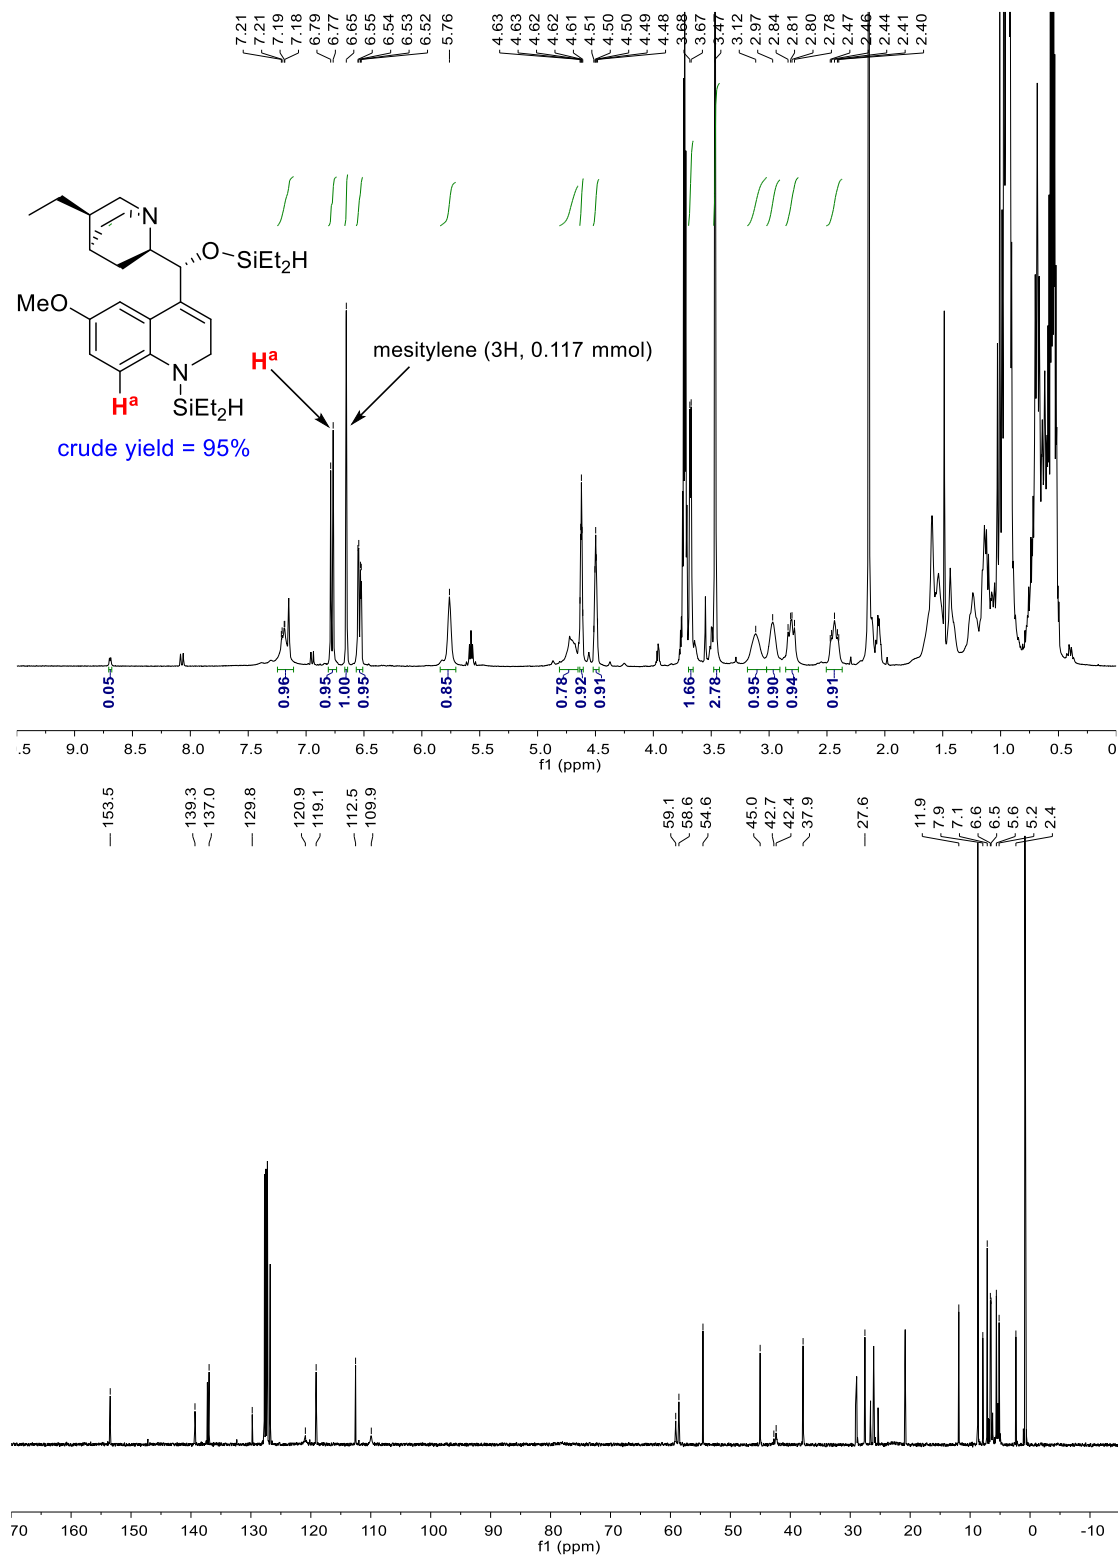 7.21 7.21 7.19 7.18 6.79 6.77 6.65 6.55 6.54 6.53 6.52 5.76 4.63 4.63 4.62 4.62 4.61 4.51 4.50 4.50 4.49 4.48 3.68 3.67 3.47 3.12 2.97 2.84 2.81 2.80 2.78 2.47 2.46 2.44 2.41 2.40
N
O
SiEt2H
MeO
N
Ha
SiEt2H
crude yield = 95%
Ha
mesitylene (3H, 0.117 mmol)
0.05 0.96 0.95 1.00 0.95 0.85 0.78 0.92 0.91 1.66 2.78 0.95 0.90 0.94 0.91
.5 9.0 8.5 8.0 7.5 7.0 6.5 6.0 5.5 5.0 4.5 4.0 3.5 3.0 2.5 2.0 1.5 1.0 0.5 0
f1 (ppm)
153.5 139.3 137.0 129.8 120.9 119.1 112.5 109.9 59.1 58.6 54.6 45.0 42.7 42.4 37.9 27.6 11.9 7.9 7.1 6.6 6.5 5.6 5.2 2.4
70 160 150 140 130 120 110 100 90 80 70 60 50 40 30 20 10 0 -10
f1 (ppm)